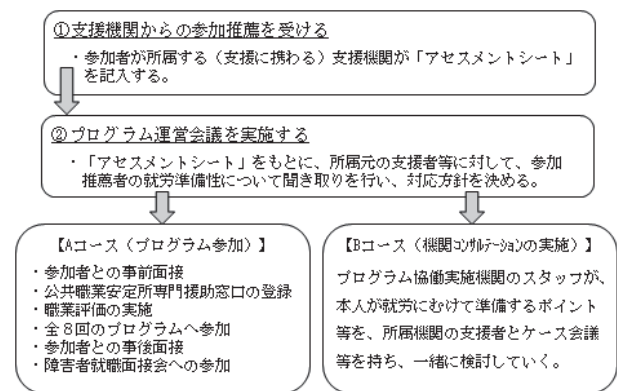 ①支援機関からの参加推薦を受ける
・参加者が所属する（支援に携わる）支援機関が「アセスメントシート」
を記入する。
②プログラム運営会議を実施する
・「アセスメントシート」をもとに、所属元の支援者等に対して、参加
推薦者の就労準備性について聞き取りを行い、対応方針を決める。
【Aコース（プログラム参加）】
・参加者との事前面接
・公共職業安定所専門援助窓口の登録
・職業評価の実施
・全８回のプログラムへ参加
・参加者との事後面接
・障害者就職面接会への参加
【Bコース（機関ｺﾝｻﾙﾃｰｼｮﾝの実施）】
プログラム協働実施機関のスタッフが、
本人が就労にむけて準備するポイント
等を、所属機関の支援者とケース会議
等を持ち、一緒に検討していく。